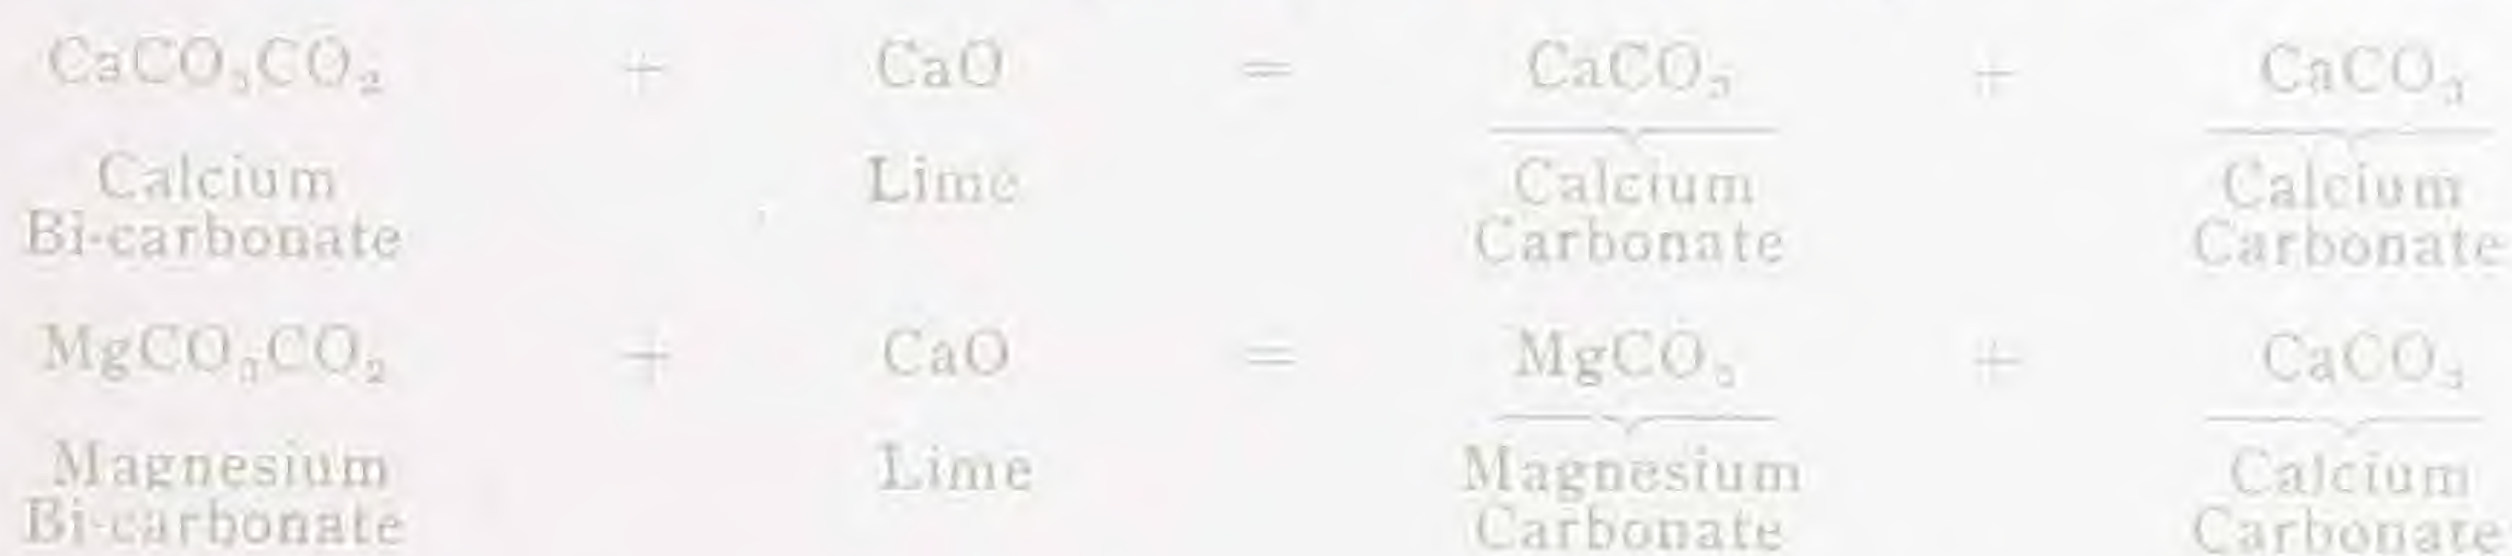 CaCO₃CO₂ + CaO = CaCO₃ + CaCO₃
Calcium Lime Calcium Calcium
Bi-carbonate Carbonate Carbonate
MgCO₃CO₂ + CaO = MgCO₃ + CaCO₃
Magnesium Lime Magnesium Calcium
Bi-carbonate Carbonate Carbonate